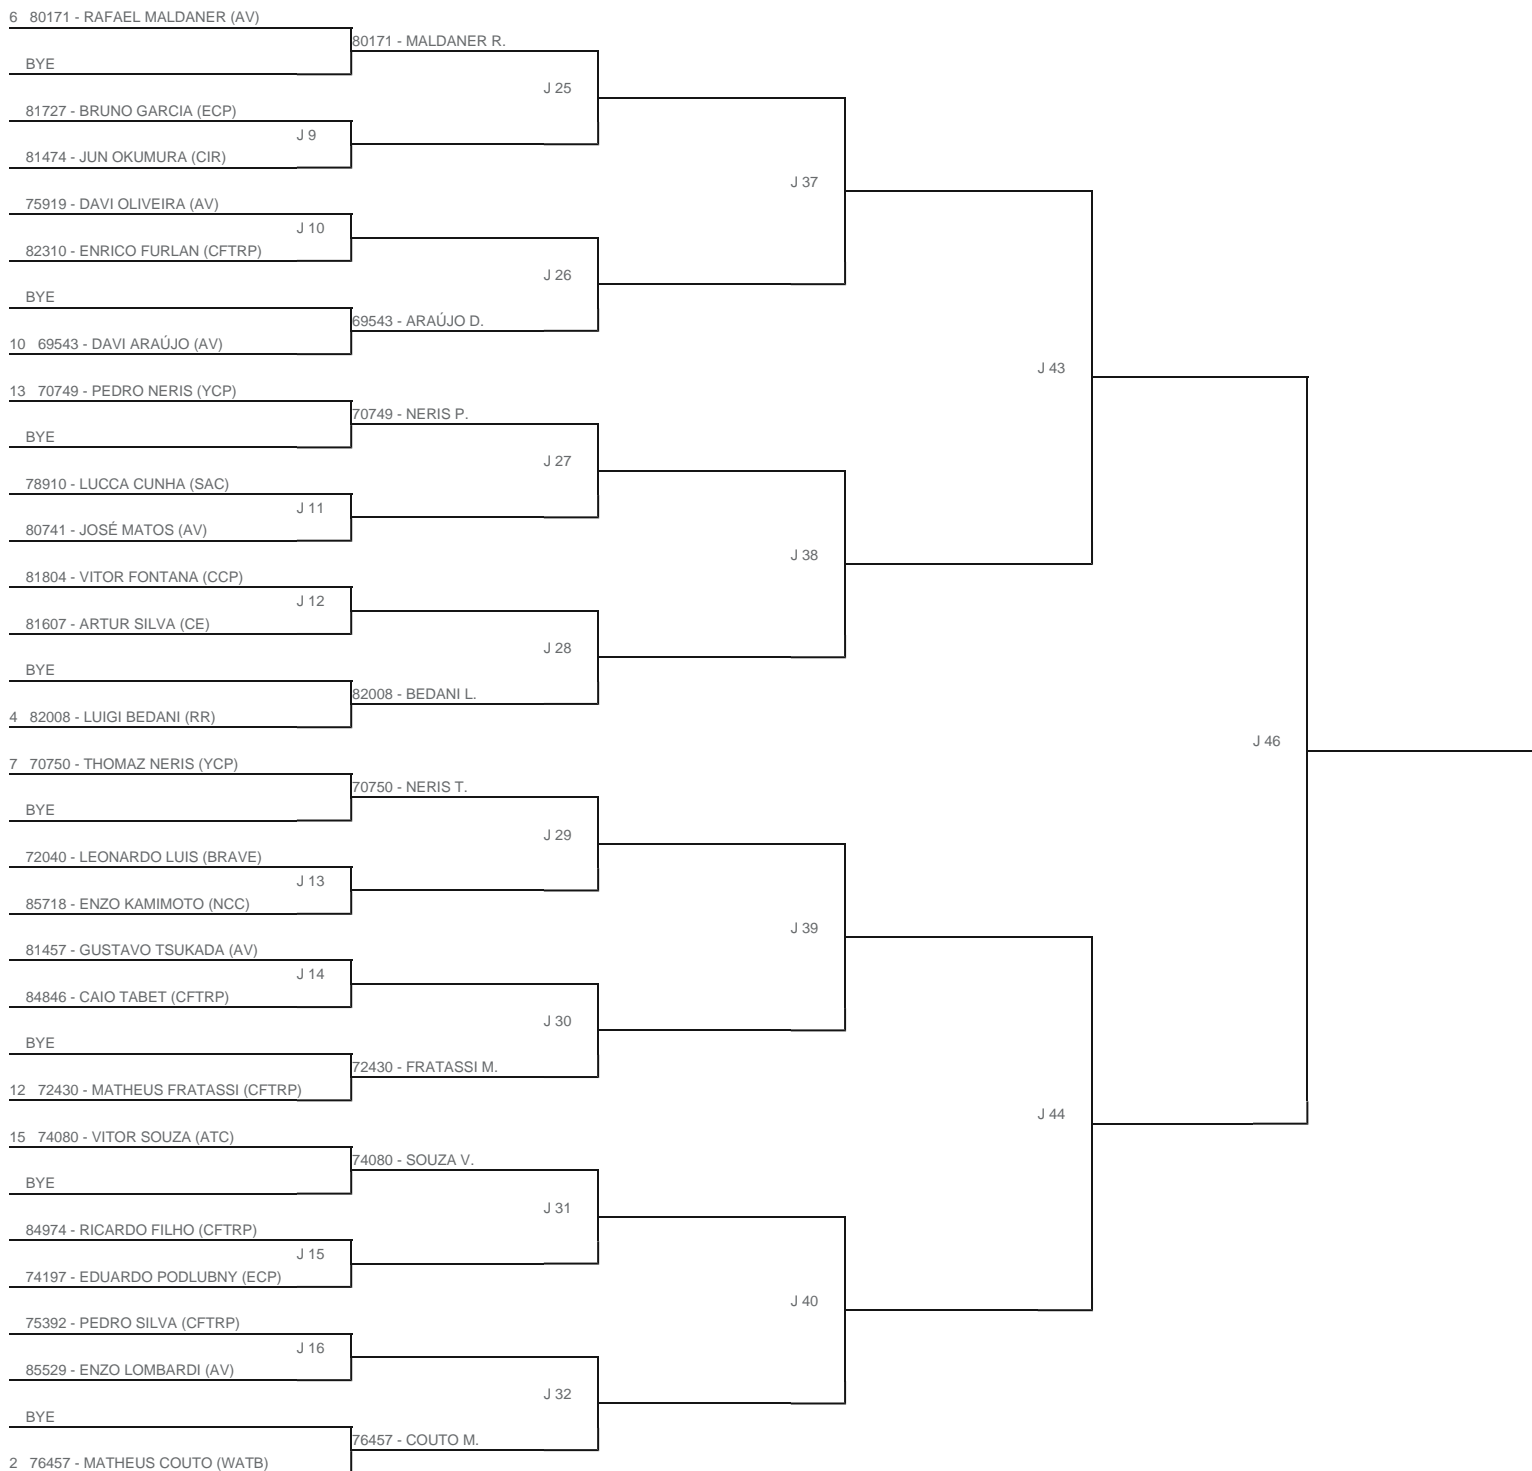 6 80171 - RAFAEL MALDANER (AV)
80171 - MALDANER R.
BYE
J 25
81727 - BRUNO GARCIA (ECP)
J 9
81474 - JUN OKUMURA (CIR)
J 37
75919 - DAVI OLIVEIRA (AV)
J 10
82310 - ENRICO FURLAN (CFTRP)
J 26
BYE
69543 - ARAÚJO D.
10 69543 - DAVI ARAÚJO (AV)
J 43
13 70749 - PEDRO NERIS (YCP)
70749 - NERIS P.
BYE
J 27
78910 - LUCCA CUNHA (SAC)
J 11
80741 - JOSÉ MATOS (AV)
J 38
81804 - VITOR FONTANA (CCP)
J 12
81607 - ARTUR SILVA (CE)
J 28
BYE
82008 - BEDANI L.
4 82008 - LUIGI BEDANI (RR)
J 46
7 70750 - THOMAZ NERIS (YCP)
70750 - NERIS T.
BYE
J 29
72040 - LEONARDO LUIS (BRAVE)
J 13
85718 - ENZO KAMIMOTO (NCC)
J 39
81457 - GUSTAVO TSUKADA (AV)
J 14
84846 - CAIO TABET (CFTRP)
J 30
BYE
72430 - FRATASSI M.
12 72430 - MATHEUS FRATASSI (CFTRP)
J 44
15 74080 - VITOR SOUZA (ATC)
74080 - SOUZA V.
BYE
J 31
84974 - RICARDO FILHO (CFTRP)
J 15
74197 - EDUARDO PODLUBNY (ECP)
J 40
75392 - PEDRO SILVA (CFTRP)
J 16
85529 - ENZO LOMBARDI (AV)
J 32
BYE
76457 - COUTO M.
2 76457 - MATHEUS COUTO (WATB)